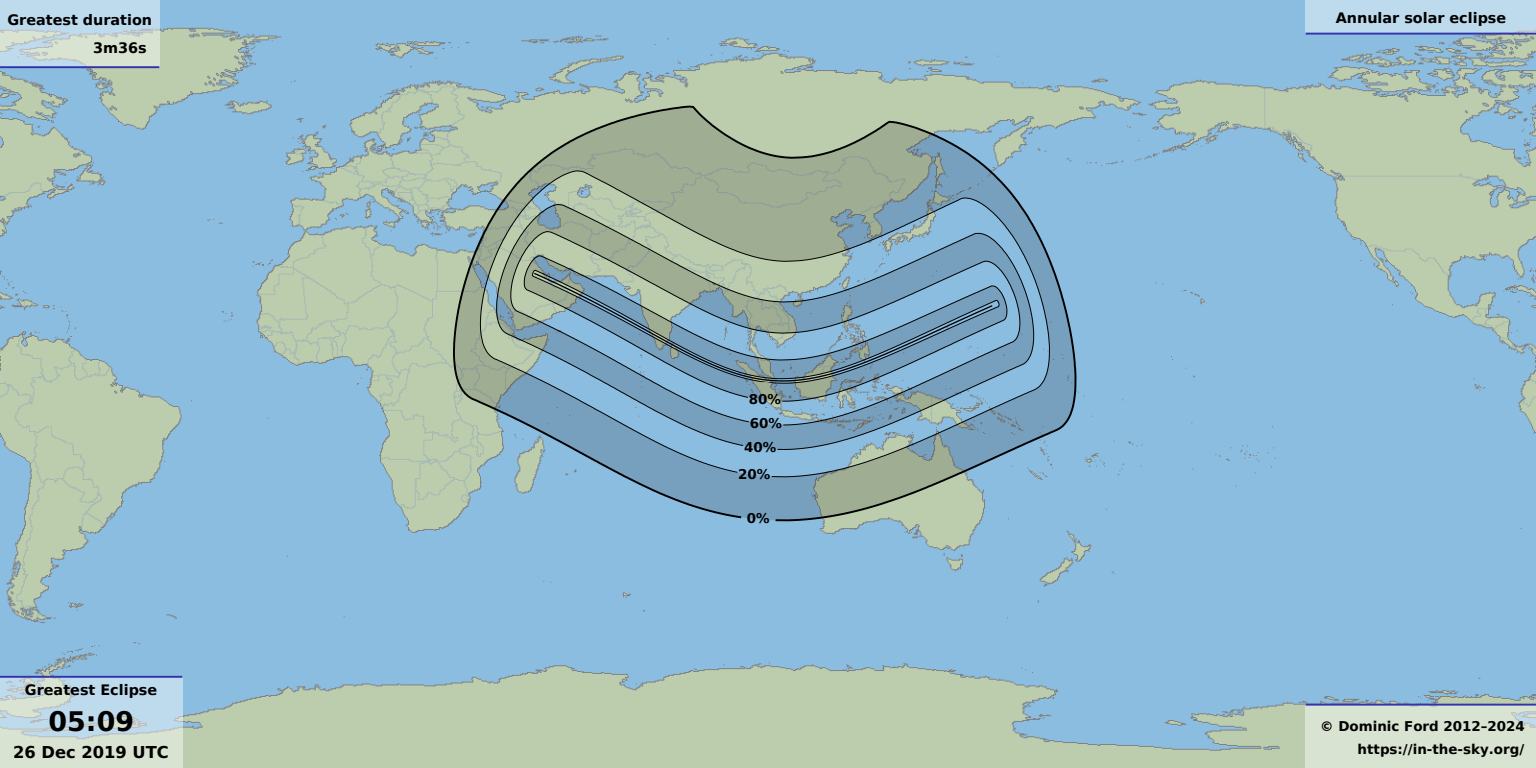 Greatest duration
3m36s
Annular solar eclipse
80%
60%
40%
20%
0%
Greatest Eclipse
05:09
26 Dec 2019 UTC
© Dominic Ford 2012–2024
https://in-the-sky.org/